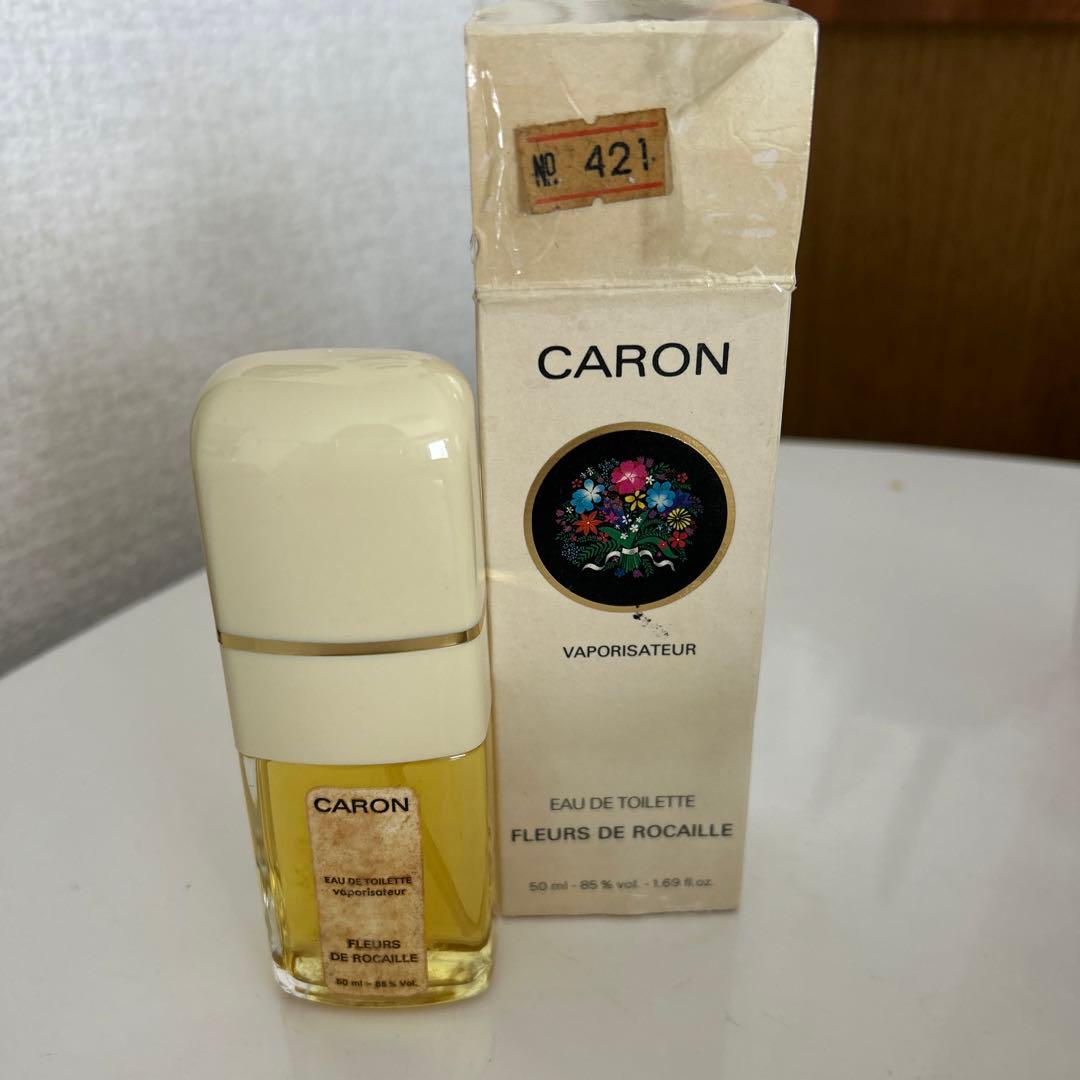 Nº 421
CARON
VAPORISATEUR
EAU DE TOILETTE
FLEURS DE ROCAILLE
50 ml - 85 % vol. - 1.69 fl.oz.
CARON
EAU DE TOILETTE
vaporisateur
FLEURS
DE ROCAILLE
50 ml - 85 % Vol.